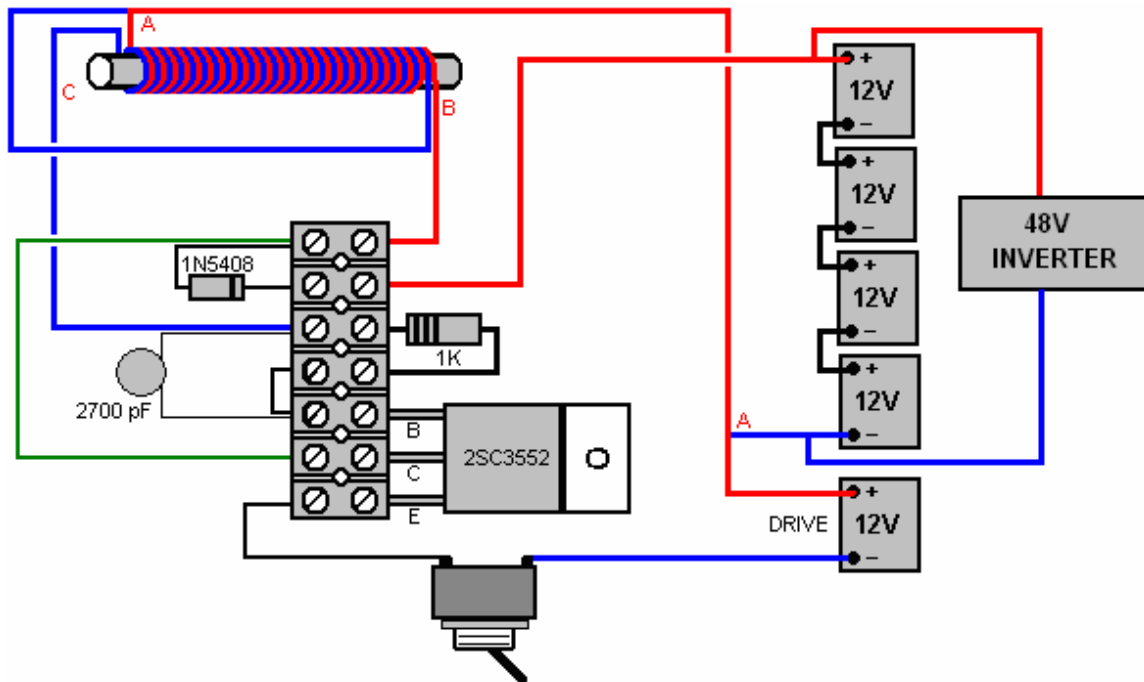 A
C
B
+
12V
−
+
12V
−
48V
INVERTER
1N5408
+
12V
−
1K
2700 pF
+
12V
−
A
B
2SC3552
C
E
DRIVE
+
12V
−